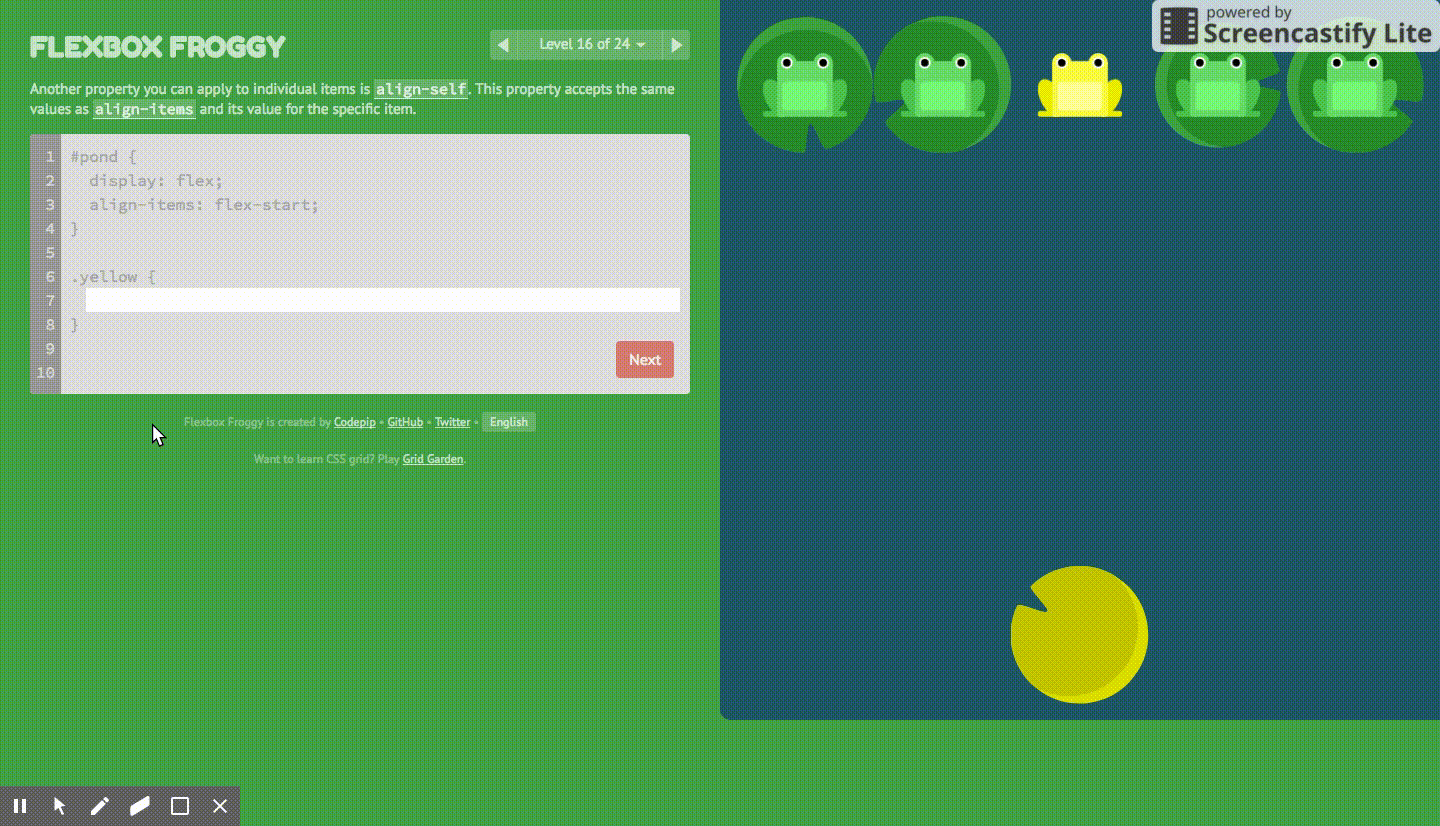 powered by
Screencastify Lite
FLEXBOX FROGGY
Level 16 of 24
Another property you can apply to individual items is align-self. This property accepts the same
values as align-items and its value for the specific item.
1 #pond {
2 display: flex;
3 align-items: flex-start;
4 }
5
6 .yellow {
7
8 }
9
10
Next
Flexbox Froggy is created by Codepip • GitHub • Twitter • English
Want to learn CSS grid? Play Grid Garden.